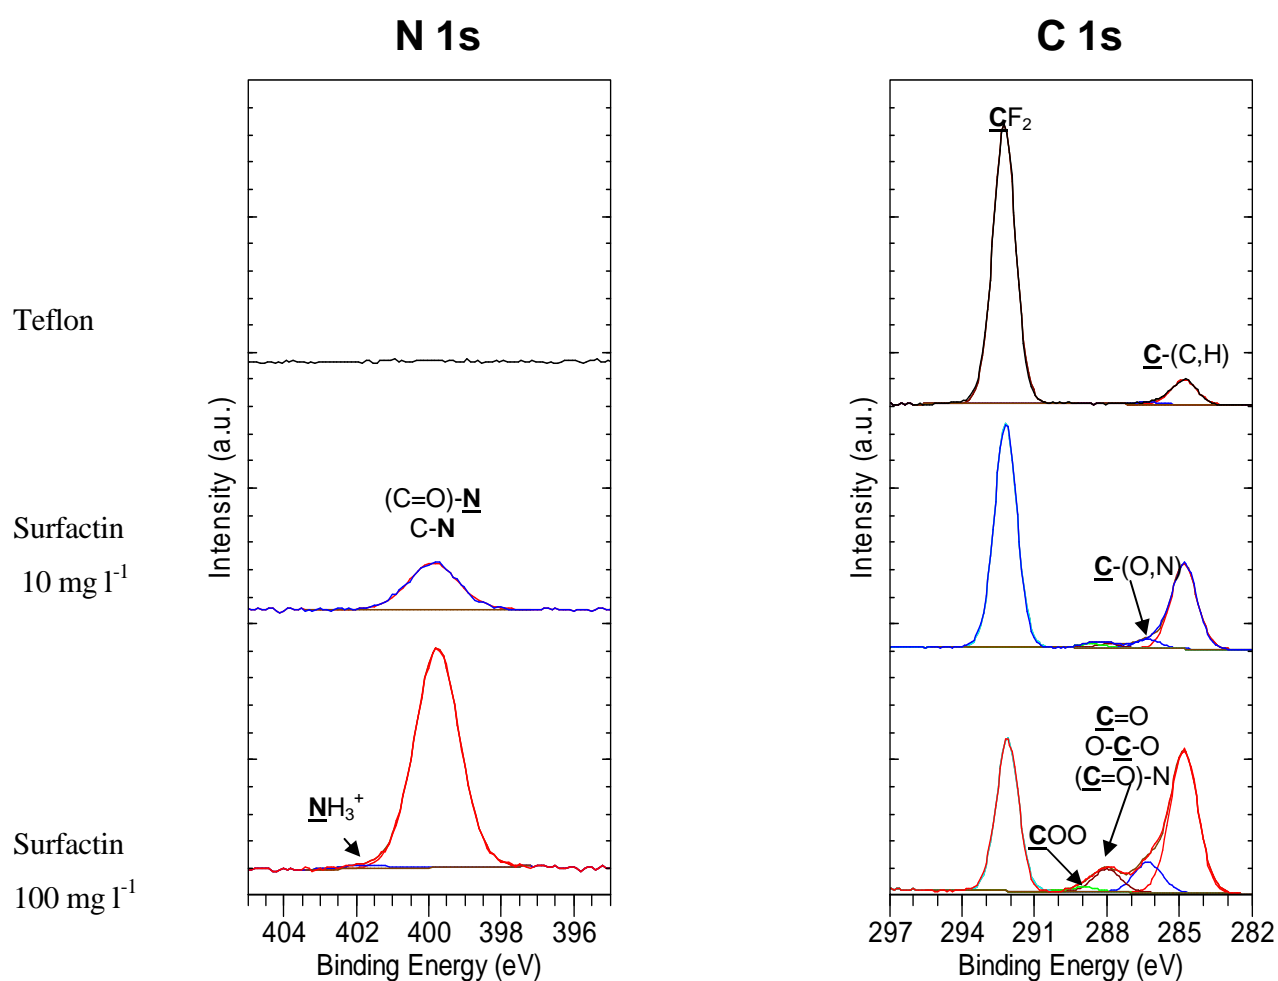 N 1s
C 1s
Teflon
Surfactin
10 mg l-1
Surfactin
100 mg l-1
Intensity (a.u.)
(C=O)-N
C-N
NH3+
404 402 400 398 396
Binding Energy (eV)
Intensity (a.u.)
CF2
C-(C,H)
C-(O,N)
C=O
O-C-O
(C=O)-N
COO
297 294 291 288 285 282
Binding Energy (eV)